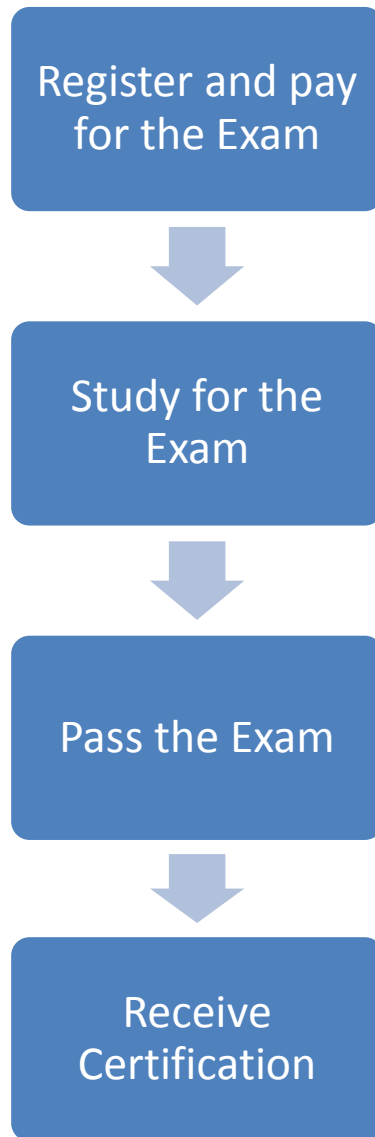 Register and pay
for the Exam
Study for the
Exam
Pass the Exam
Receive
Certification